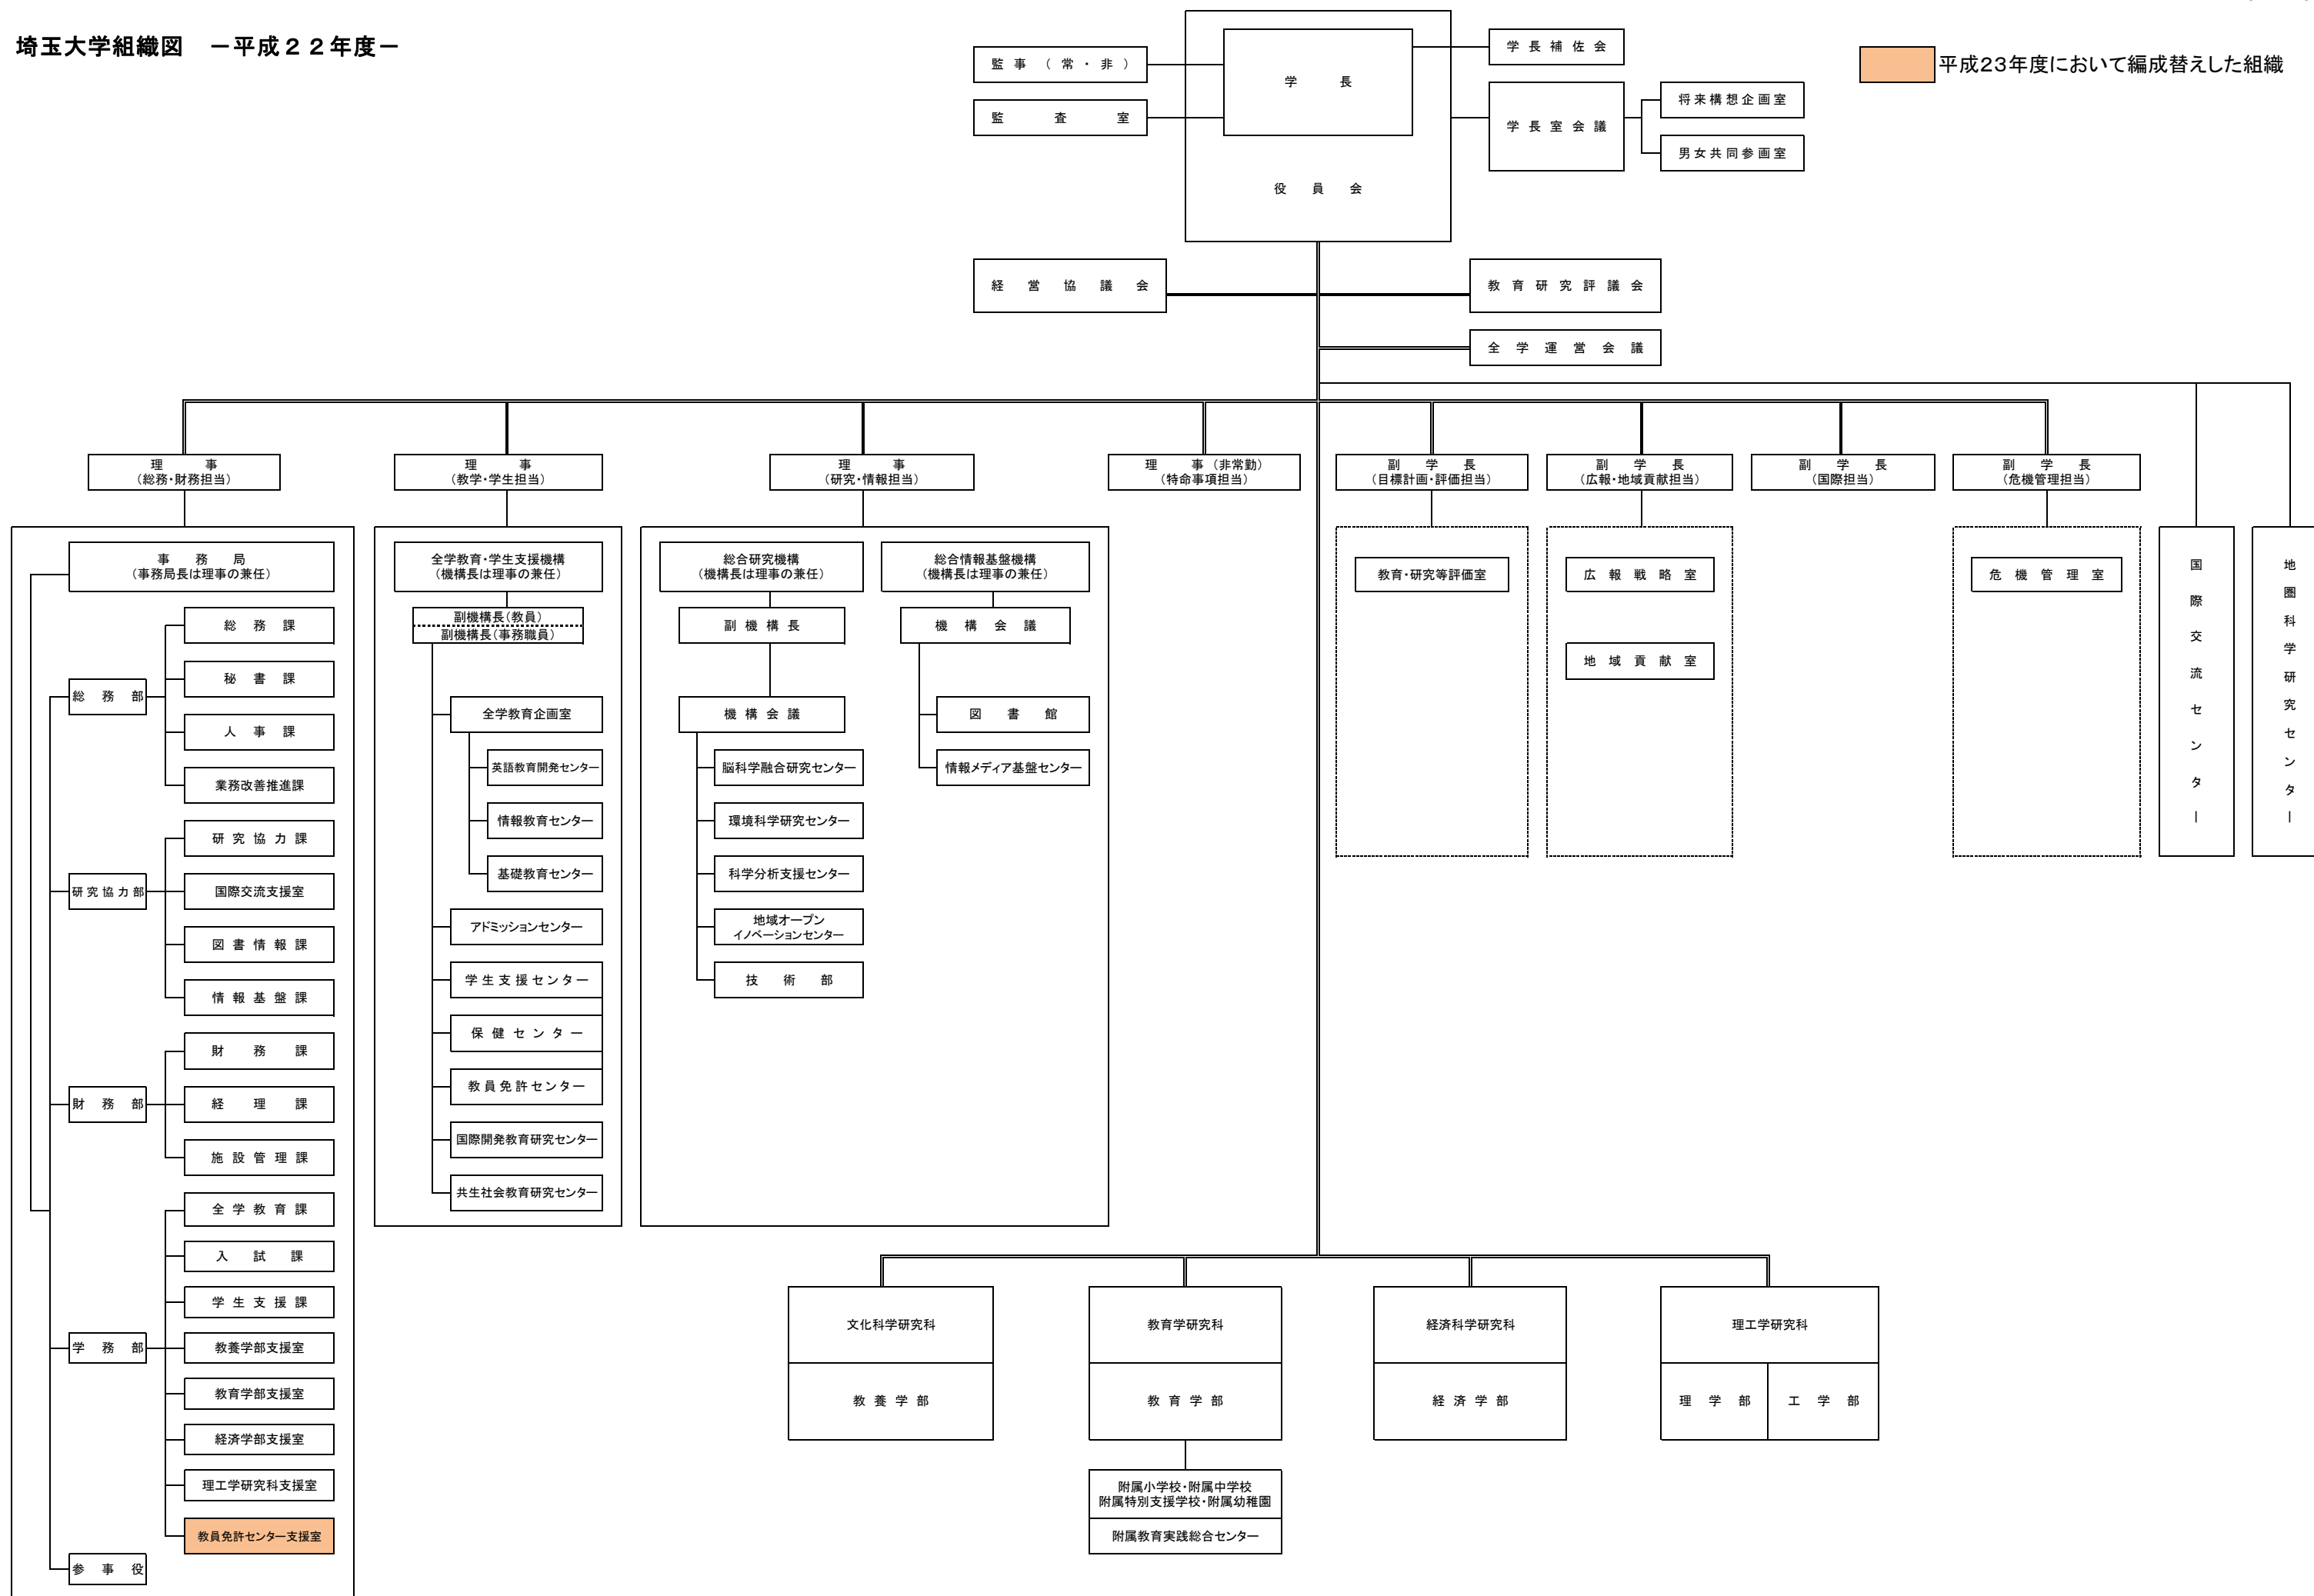 埼玉大学組織図　－平成２２年度－
平成23年度において編成替えした組織
監事（常・非）
監査室
学長
役員会
学長補佐会
学長室会議
将来構想企画室
男女共同参画室
経営協議会
教育研究評議会
全学運営会議
理事
（総務・財務担当）
理事
（教学・学生担当）
理事
（研究・情報担当）
理事（非常勤）
（特命事項担当）
副学長
（目標計画・評価担当）
副学長
（広報・地域貢献担当）
副学長
（国際担当）
副学長
（危機管理担当）
事務局
（事務局長は理事の兼任）
総務部
総務課
秘書課
人事課
業務改善推進課
研究協力部
研究協力課
国際交流支援室
図書情報課
情報基盤課
財務部
財務課
経理課
施設管理課
学務部
全学教育課
入試課
学生支援課
教養学部支援室
教育学部支援室
経済学部支援室
理工学研究科支援室
教員免許センター支援室
参事役
全学教育・学生支援機構
（機構長は理事の兼任）
副機構長（教員）
副機構長（事務職員）
全学教育企画室
英語教育開発センター
情報教育センター
基礎教育センター
アドミッションセンター
学生支援センター
保健センター
教員免許センター
国際開発教育研究センター
共生社会教育研究センター
総合研究機構
（機構長は理事の兼任）
副機構長
機構会議
脳科学融合研究センター
環境科学研究センター
科学分析支援センター
地域オープン
イノベーションセンター
技術部
総合情報基盤機構
（機構長は理事の兼任）
機構会議
図書館
情報メディア基盤センター
教育・研究等評価室
広報戦略室
地域貢献室
危機管理室
国際交流センター
地圏科学研究センター
文化科学研究科
教養学部
教育学研究科
教育学部
附属小学校・附属中学校
附属特別支援学校・附属幼稚園
附属教育実践総合センター
経済科学研究科
経済学部
理工学研究科
理学部
工学部